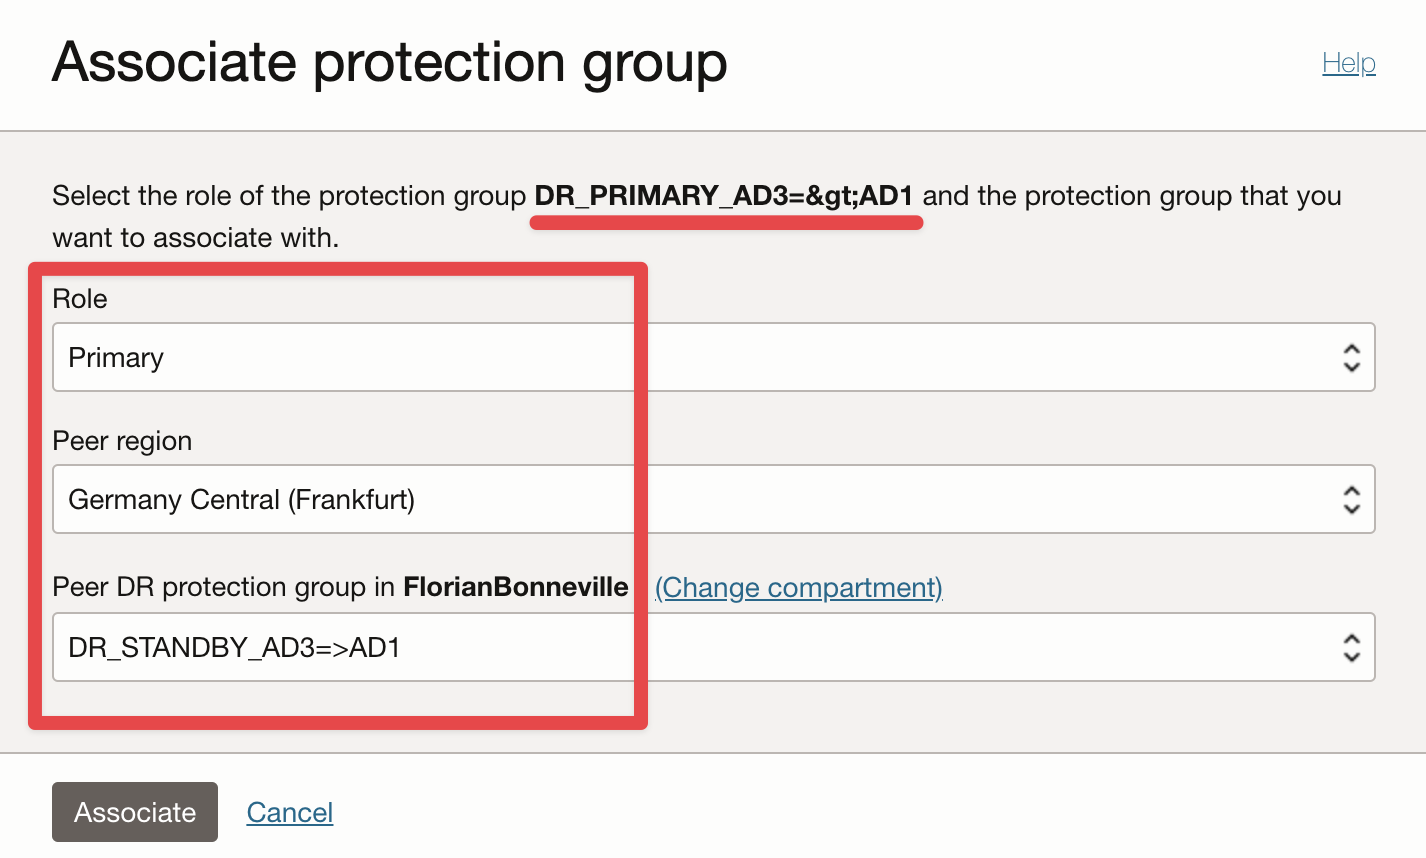 Associate protection group
Help
Select the role of the protection group DR_PRIMARY_AD3=&gt;AD1 and the protection group that you
want to associate with.
Role
Primary
Peer region
Germany Central (Frankfurt)
Peer DR protection group in FlorianBonneville (Change compartment)
DR_STANDBY_AD3=>AD1
Associate Cancel